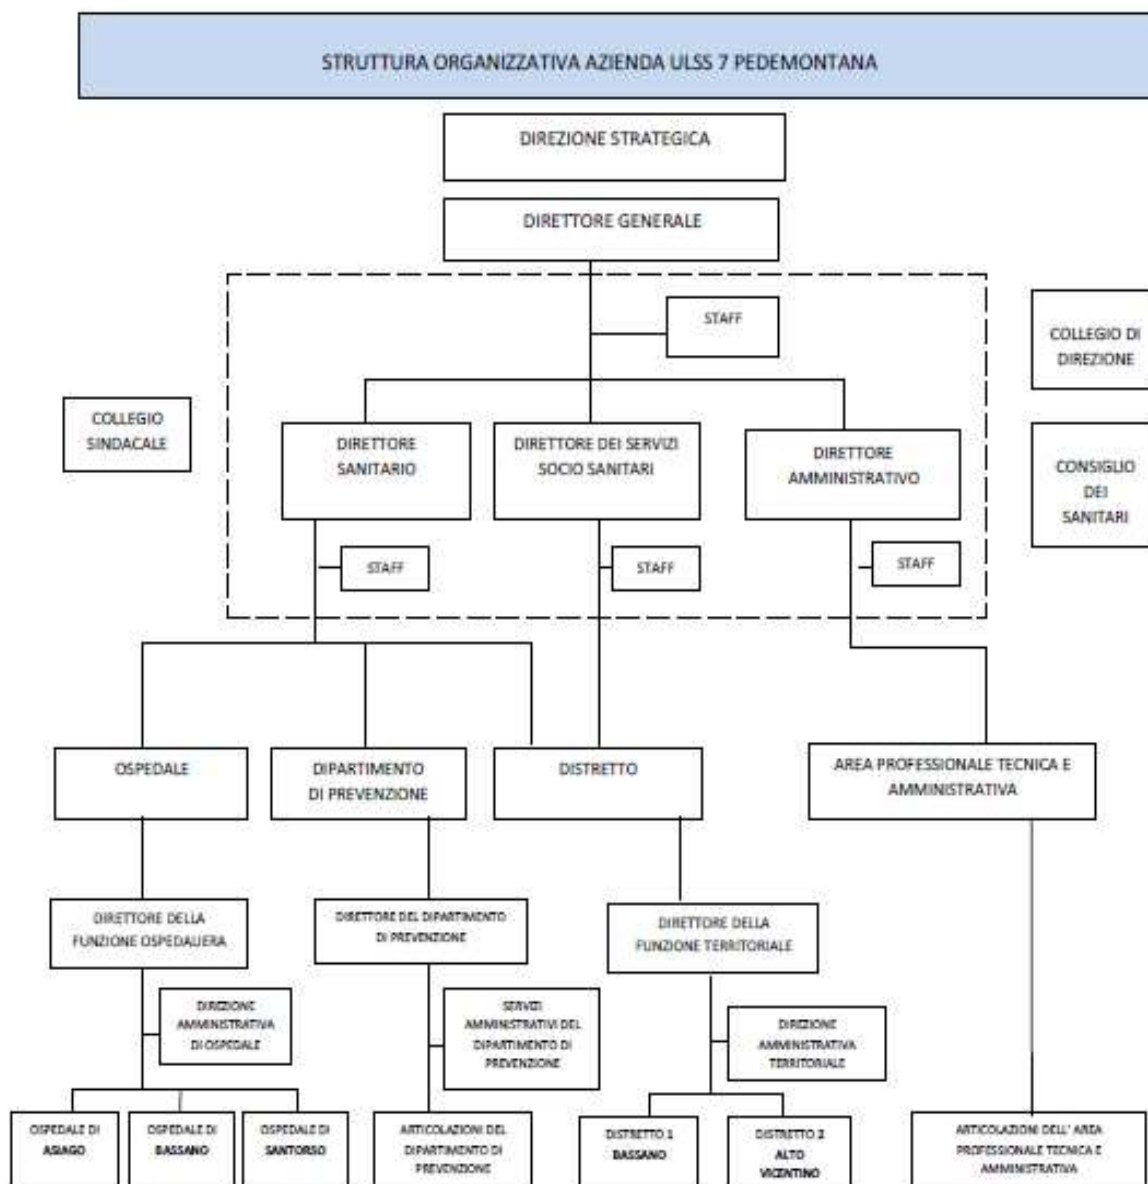 STRUTTURA ORGANIZZATIVA AZIENDA ULSS 7 PEDEMONTANA
DIREZIONE STRATEGICA
DIRETTORE GENERALE
STAFF
COLLEGIO DI
DIREZIONE
COLLEGIO
SINDACALE
DIRETTORE
SANITARIO
DIRETTORE DEI SERVIZI
SOCIO SANITARI
DIRETTORE
AMMINISTRATIVO
CONSIGLIO
DEI
SANITARI
STAFF
STAFF
STAFF
OSPEDALE
DIPARTIMENTO
DI PREVENZIONE
DISTRETTO
AREA PROFESSIONALE TECNICA E
AMMINISTRATIVA
DIRETTORE DELLA
FUNZIONE OSPEDALIERA
DIRETTORE DEL DIPARTIMENTO
DI PREVENZIONE
DIRETTORE DELLA
FUNZIONE TERRITORIALE
DIREZIONE
AMMINISTRATIVA
DI OSPEDALE
SERVIZI
AMMINISTRATIVI DEL
DIPARTIMENTO DI
PREVENZIONE
DIREZIONE
AMMINISTRATIVA
TERRITORIALE
OSPEDALE DI
ASIAGO
OSPEDALE DI
BASSANO
OSPEDALE DI
SANTORSO
ARTICOLAZIONI DEL
DIPARTIMENTO DI
PREVENZIONE
DISTRETTO 1
BASSANO
DISTRETTO 2
ALTO
VICENTINO
ARTICOLAZIONI DELL' AREA
PROFESSIONALE TECNICA E
AMMINISTRATIVA